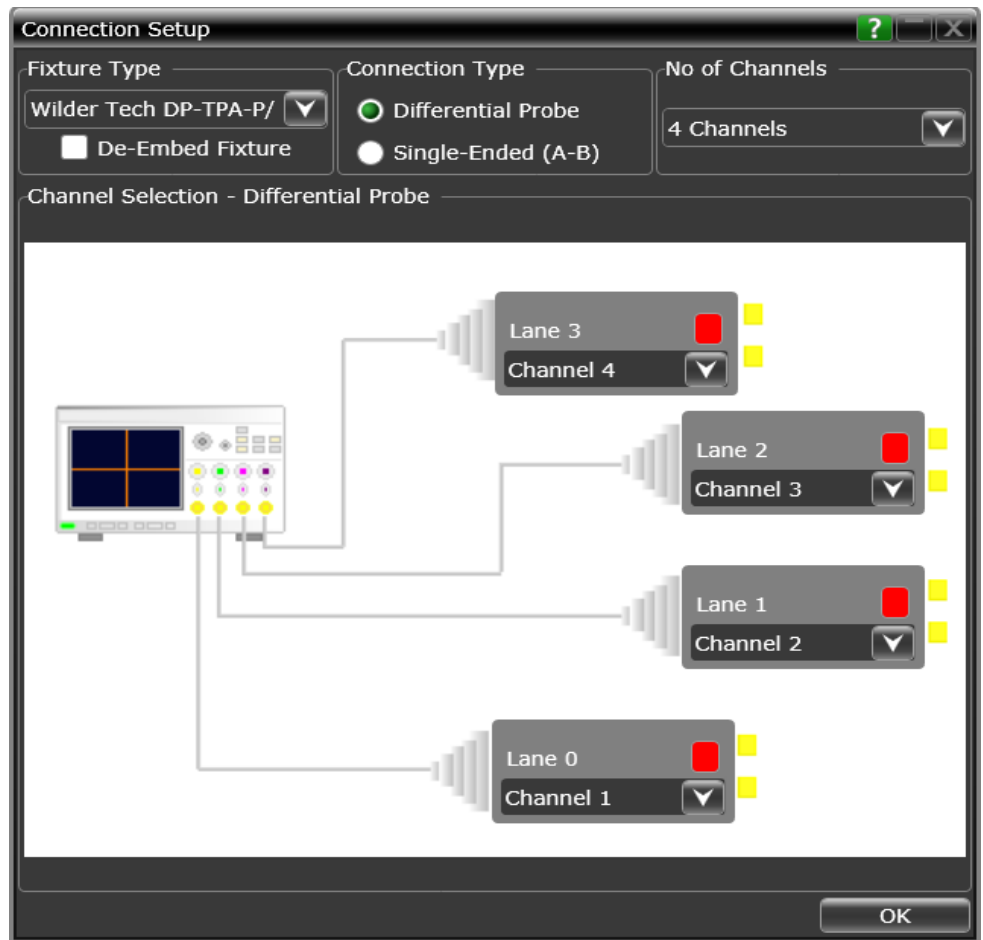 Connection Setup
?
X
Fixture Type
Connection Type
No of Channels
Wilder Tech DP-TPA-P/
De-Embed Fixture
Differential Probe
Single-Ended (A-B)
4 Channels
Channel Selection - Differential Probe
Lane 3
Channel 4
Lane 2
Channel 3
Lane 1
Channel 2
Lane 0
Channel 1
OK